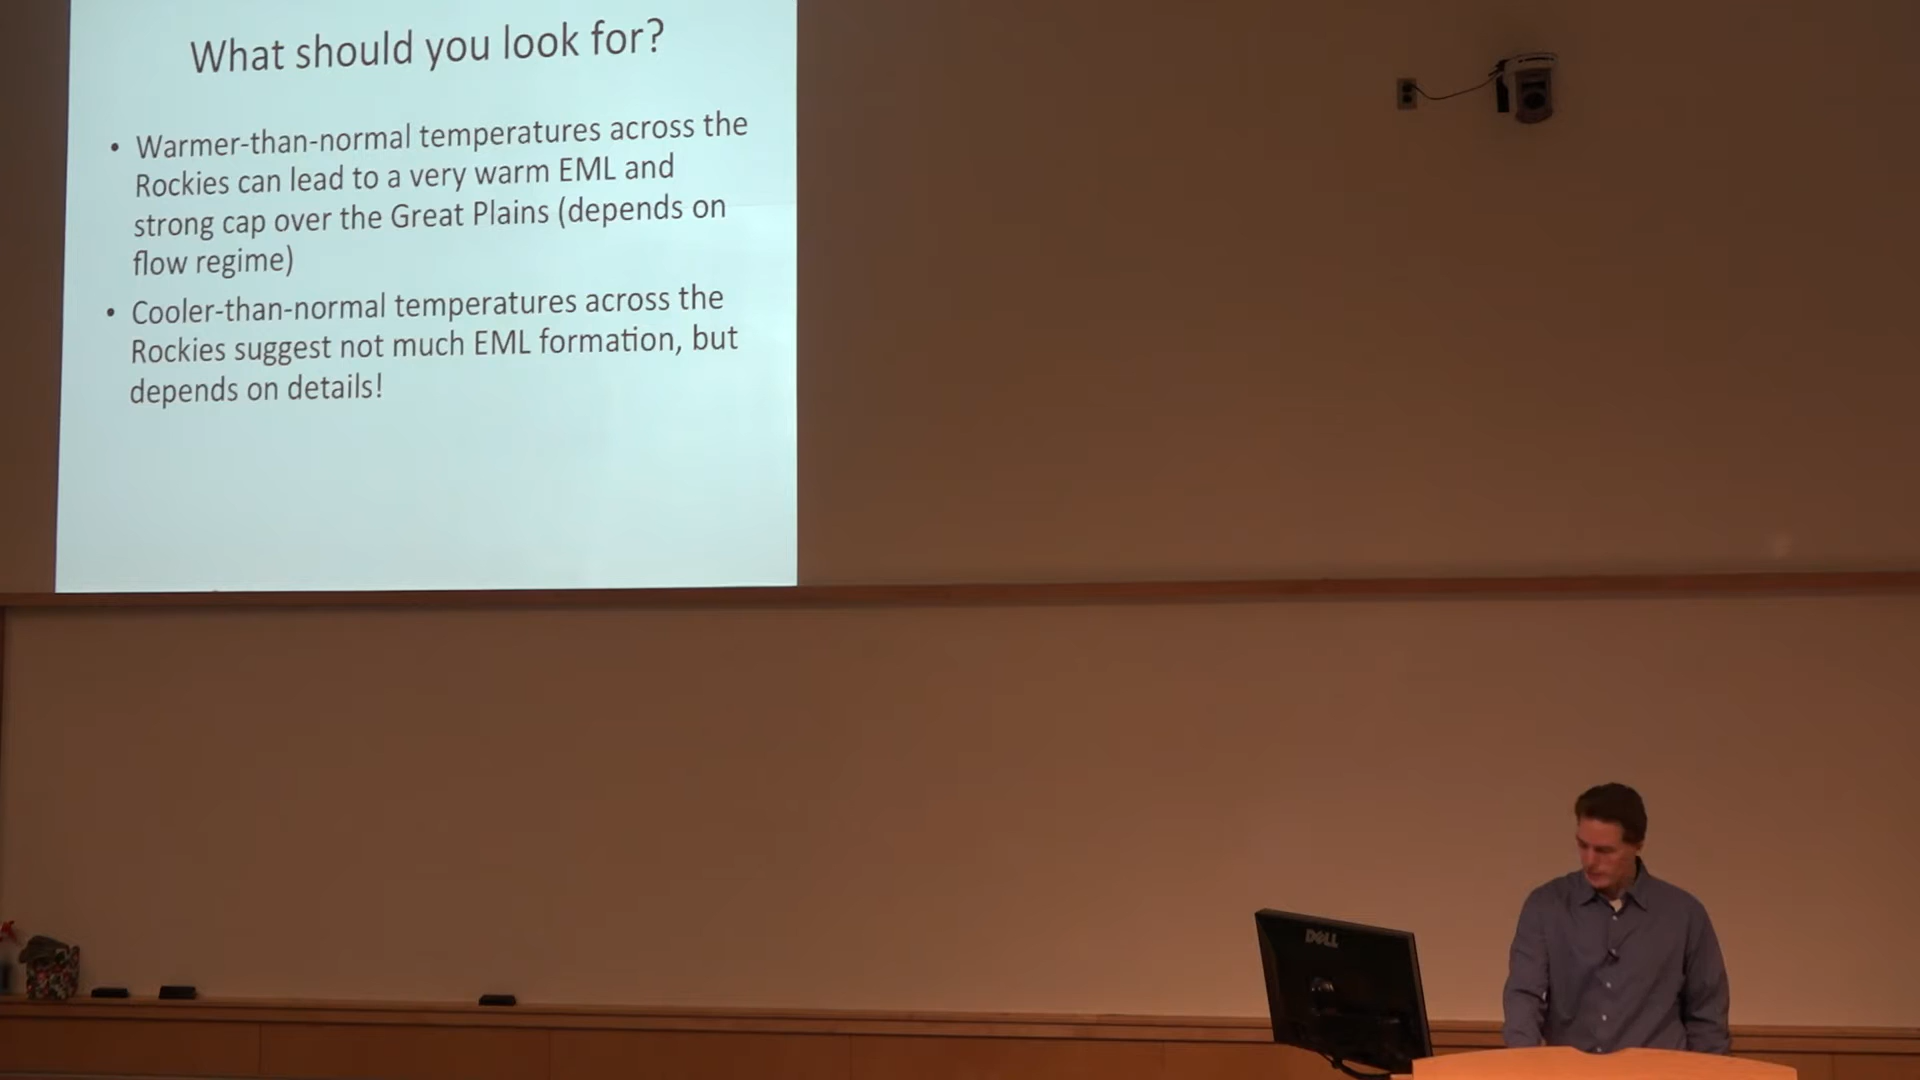 What should you look for?
• Warmer-than-normal temperatures across the
Rockies can lead to a very warm EML and
strong cap over the Great Plains (depends on
flow regime)
• Cooler-than-normal temperatures across the
Rockies suggest not much EML formation, but
depends on details!
DELL